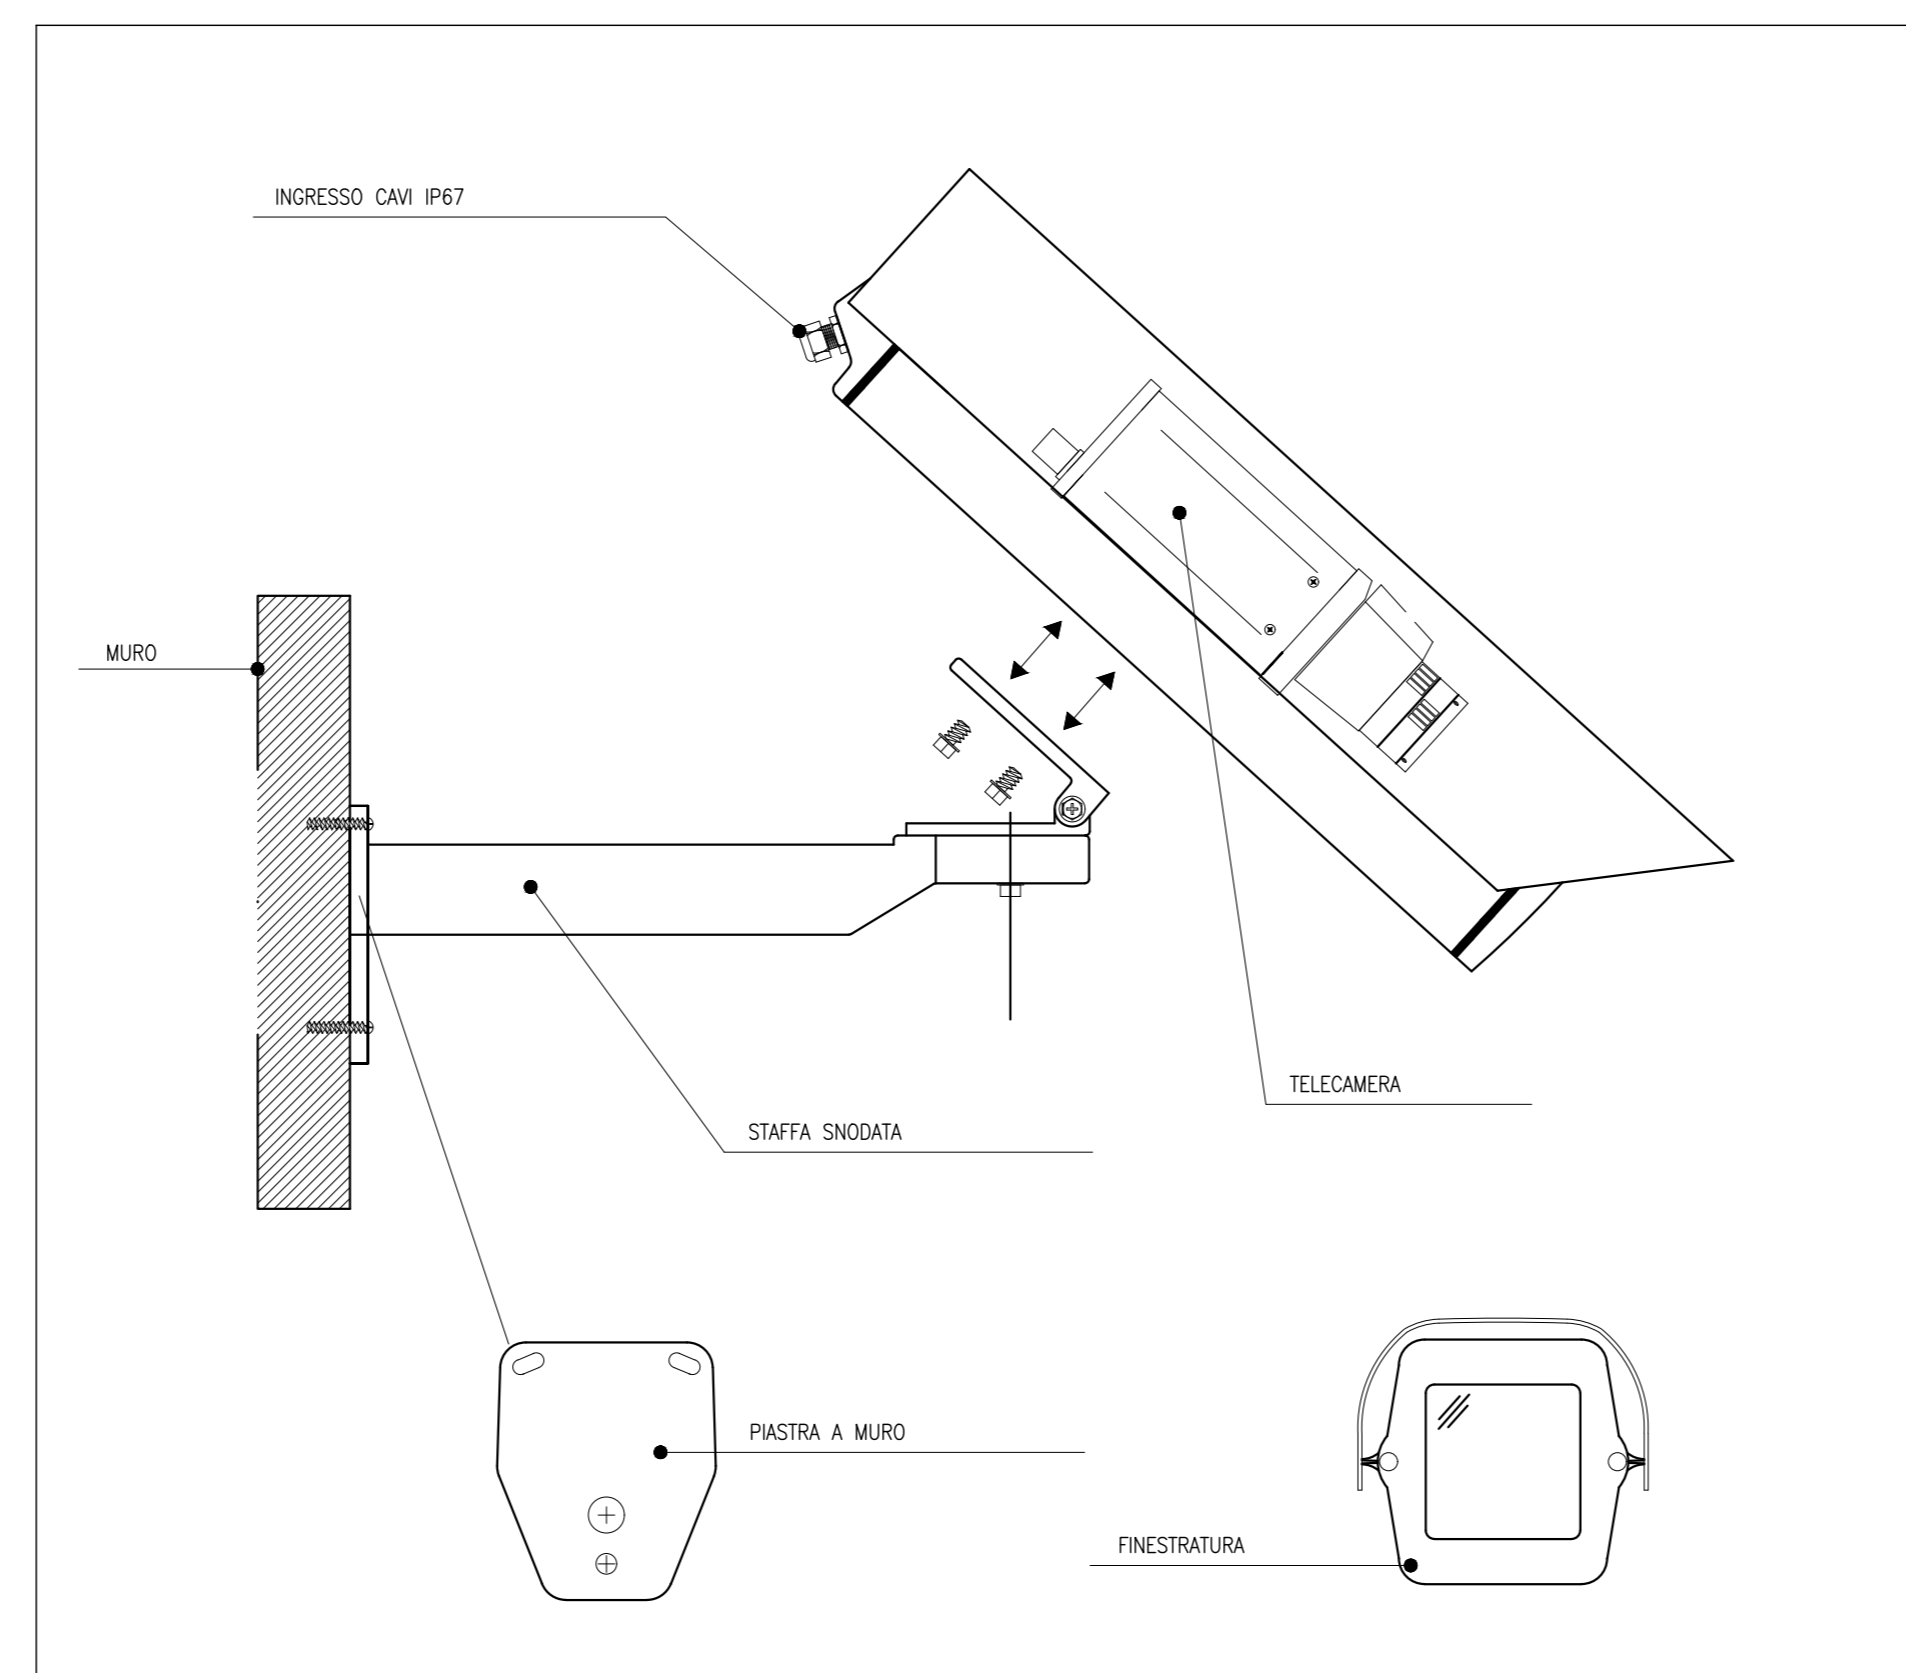 INGRESSO CAVI IP67
MURO
TELECAMERA
STAFFA SNODATA
PIASTRA A MURO
FINESTRATURA